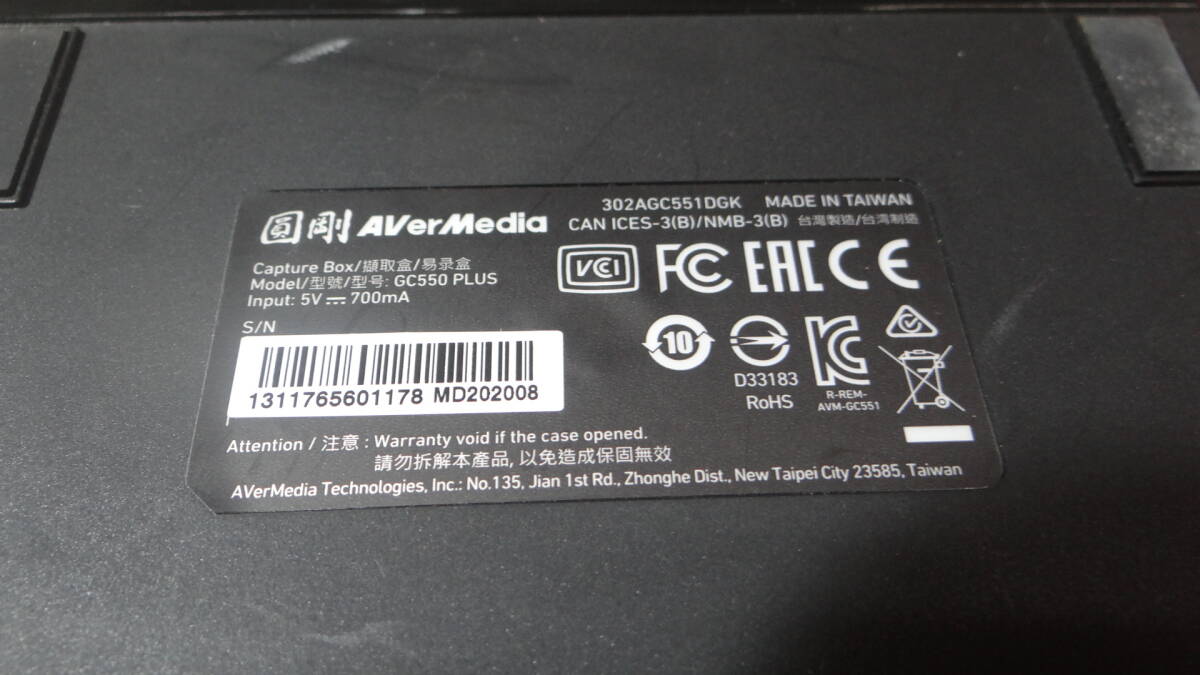 圓剛 AVerMedia
302AGC551DGK MADE IN TAIWAN
CAN ICES-3(B)/NMB-3(B) 台灣製造/台湾制造
Capture Box/擷取盒/易录盒
Model/型號/型号: GC550 PLUS
Input: 5V⎓700mA
VCI FC EAC CE
S/N
1311765601178 MD202008
10
D33183
RoHS
R-REM-
AVM-GC551
Attention / 注意 : Warranty void if the case opened.
請勿拆解本產品, 以免造成保固無效
AVerMedia Technologies, Inc.: No.135, Jian 1st Rd., Zhonghe Dist., New Taipei City 23585, Taiwan